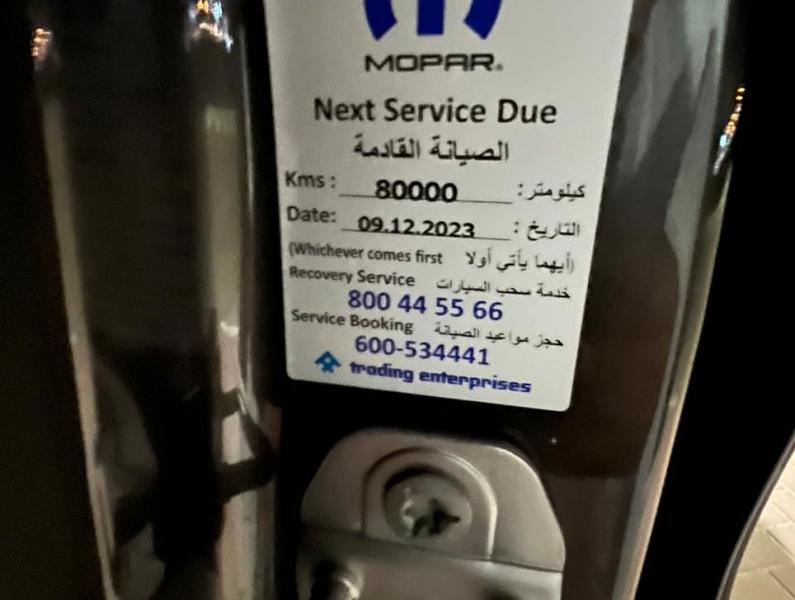 MOPAR®
Next Service Due
الصيانة القادمة
Kms : 80000 كيلومتر :
Date: 09.12.2023 التاريخ :
(Whichever comes first أيهما يأتي أولا)
Recovery Service خدمة سحب السيارات
800 44 55 66
Service Booking حجز مواعيد الصيانة
600-534441
trading enterprises